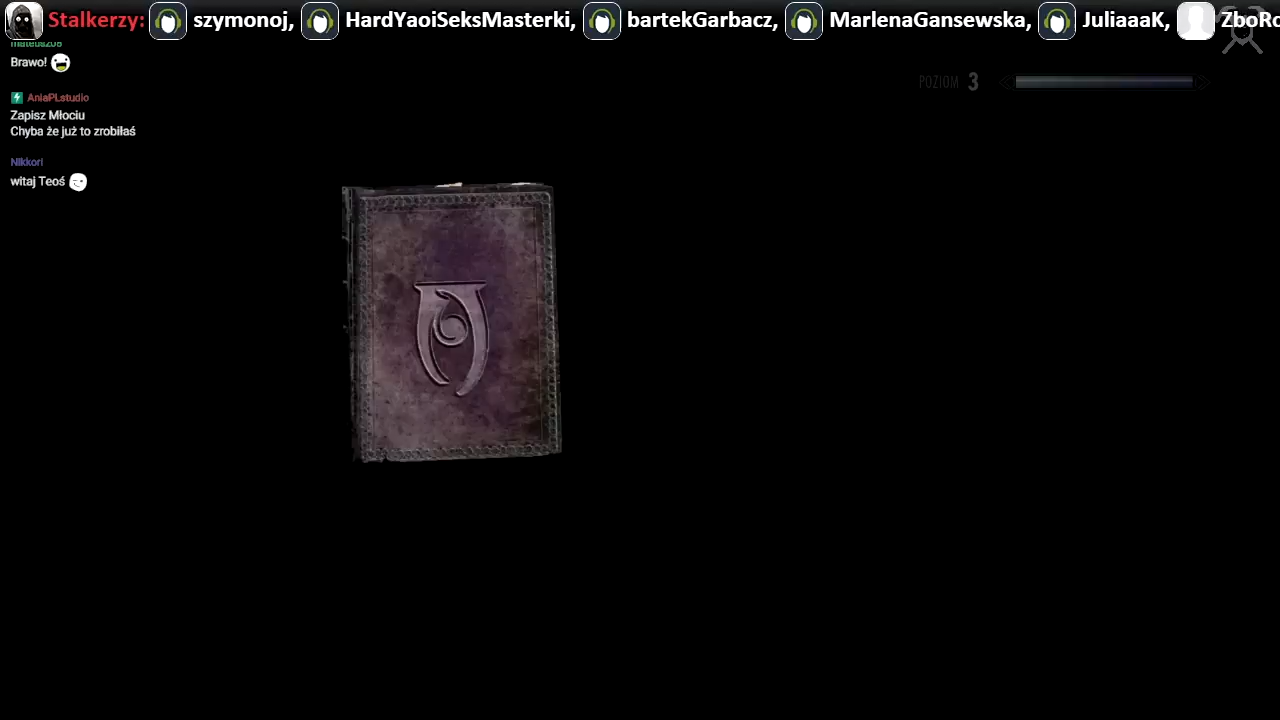 Stalkerzy: szymonoj, HardYaoiSeksMasterki, bartekGarbacz, MarlenaGansewska, JuliaaaK,
Brawo!
POZIOM 3
AniaPLstudio
Zapisz Młociu
Chyba że już to zrobiłaś
Nikkori
witaj Teoś